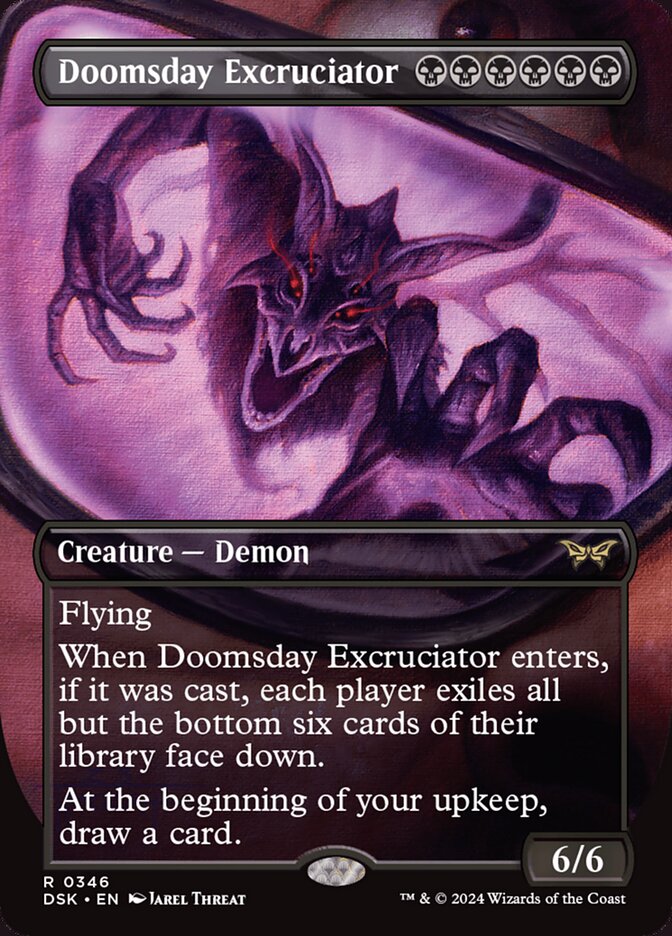 Doomsday Excruciator
Creature — Demon
Flying
When Doomsday Excruciator enters,
if it was cast, each player exiles all
but the bottom six cards of their
library face down.
At the beginning of your upkeep,
draw a card.
6/6
R 0346
DSK • EN Jarel Threat
™ & © 2024 Wizards of the Coast